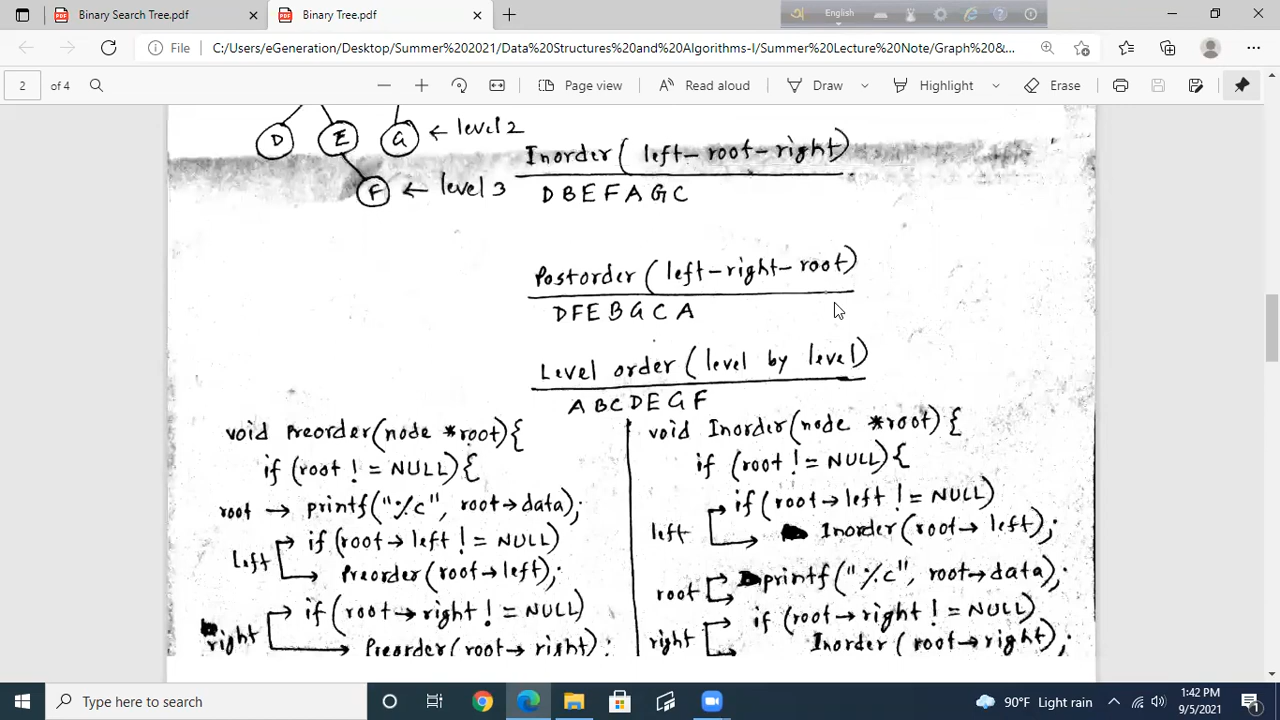 Binary Search Tree.pdf
Binary Tree.pdf
English
File
C:/Users/eGeneration/Desktop/Summer%202021/Data%20Structures%20and%20Algorithms-I/Summer%20Lecture%20Note/Graph%20&...
2 of 4
Page view
Read aloud
Draw
Highlight
Erase
D E G ← level 2
F ← level 3
Inorder (left-root-right)
D B E F A G C
Postorder (left-right-root)
D F E B G C A
Level order (level by level)
A B C D E G F
void Preorder(node *root){
if (root != NULL){
root → printf("%c", root→data);
left if (root→left != NULL)
Preorder(root→left);
right if (root→right != NULL)
Preorder(root→right);
void Inorder(node *root){
if (root != NULL){
left if (root→left != NULL)
Inorder(root→left);
root printf("%c", root→data);
right if (root→right != NULL)
Inorder(root→right);
Type here to search
90°F Light rain
1:42 PM
9/5/2021